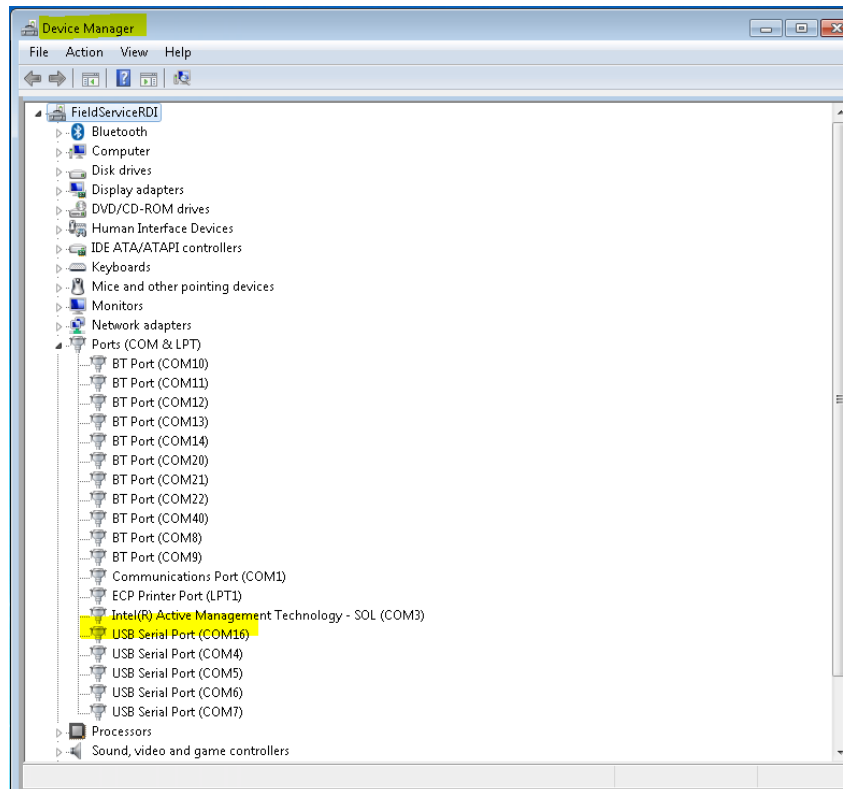 Device Manager
File Action View Help
FieldServiceRDI
Bluetooth
Computer
Disk drives
Display adapters
DVD/CD-ROM drives
Human Interface Devices
IDE ATA/ATAPI controllers
Keyboards
Mice and other pointing devices
Monitors
Network adapters
Ports (COM & LPT)
BT Port (COM10)
BT Port (COM11)
BT Port (COM12)
BT Port (COM13)
BT Port (COM14)
BT Port (COM20)
BT Port (COM21)
BT Port (COM22)
BT Port (COM40)
BT Port (COM8)
BT Port (COM9)
Communications Port (COM1)
ECP Printer Port (LPT1)
Intel(R) Active Management Technology - SOL (COM3)
USB Serial Port (COM16)
USB Serial Port (COM4)
USB Serial Port (COM5)
USB Serial Port (COM6)
USB Serial Port (COM7)
Processors
Sound, video and game controllers